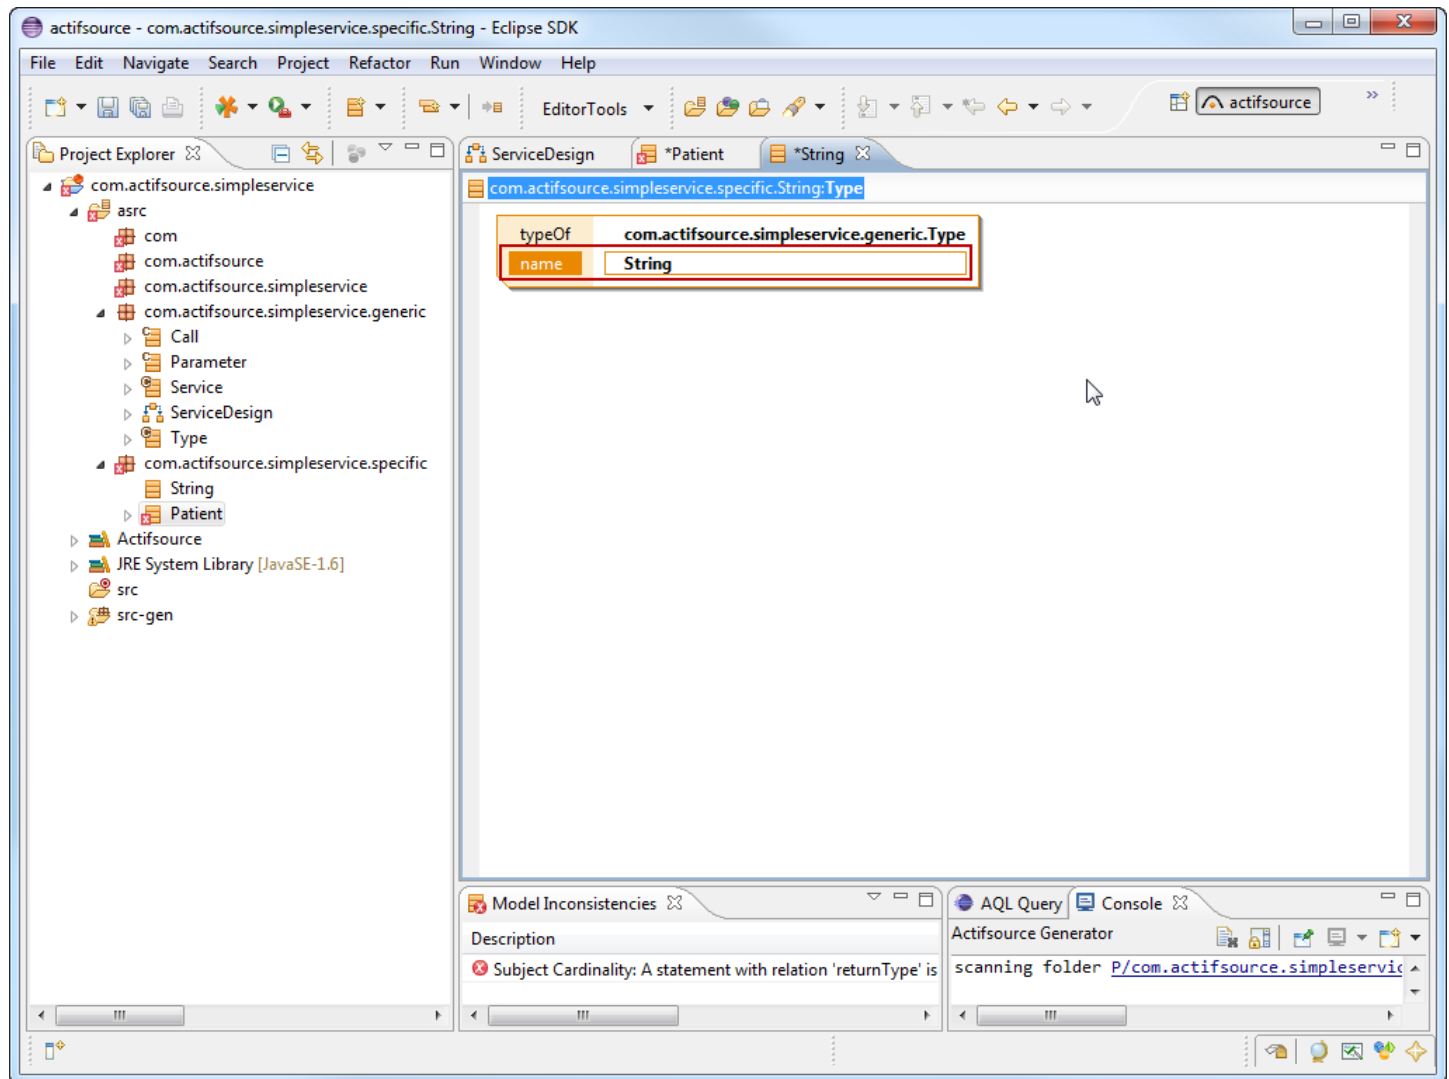 actifsource - com.actifsource.simpleservice.specific.String - Eclipse SDK
File Edit Navigate Search Project Refactor Run Window Help
EditorTools
actifsource
Project Explorer
com.actifsource.simpleservice
asrc
com
com.actifsource
com.actifsource.simpleservice
com.actifsource.simpleservice.generic
Call
Parameter
Service
ServiceDesign
Type
com.actifsource.simpleservice.specific
String
Patient
Actifsource
JRE System Library [JavaSE-1.6]
src
src-gen
ServiceDesign *Patient *String
com.actifsource.simpleservice.specific.String:Type
typeOf com.actifsource.simpleservice.generic.Type
name String
Model Inconsistencies
Description
Subject Cardinality: A statement with relation 'returnType' is
AQL Query Console
Actifsource Generator
scanning folder P/com.actifsource.simpleservic